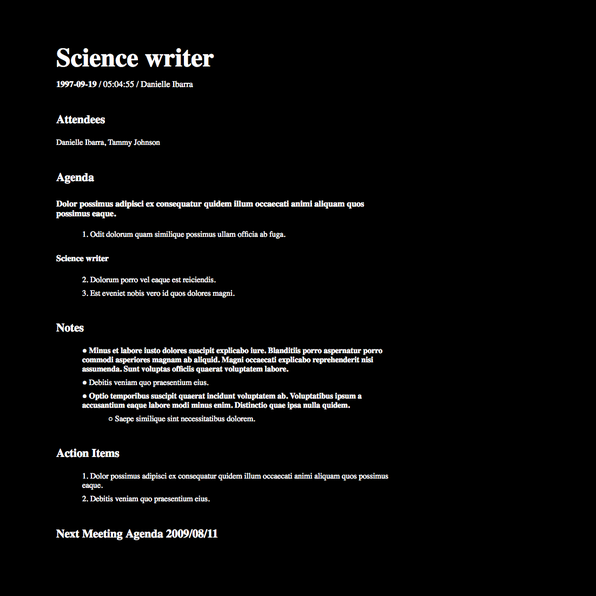 Science writer
1997-09-19 / 05:04:55 / Danielle Ibarra
Attendees
Danielle Ibarra, Tammy Johnson
Agenda
Dolor possimus adipisci ex consequatur quidem illum occaecati animi aliquam quos
possimus eaque.
1. Odit dolorum quam similique possimus ullam officia ab fuga.
Science writer
2. Dolorum porro vel eaque est reiciendis.
3. Est eveniet nobis vero id quos dolores magni.
Notes
● Minus et labore iusto dolores suscipit explicabo iure. Blanditiis porro aspernatur porro
commodi asperiores magnam ab aliquid. Magni occaecati explicabo reprehenderit nisi
assumenda. Sunt voluptas officiis quaerat voluptatem labore.
● Debitis veniam quo praesentium eius.
● Optio temporibus suscipit quaerat incidunt voluptatem ab. Voluptatibus ipsum a
accusantium eaque labore modi minus enim. Distinctio quae ipsa nulla quidem.
○ Saepe similique sint necessitatibus dolorem.
Action Items
1. Dolor possimus adipisci ex consequatur quidem illum occaecati animi aliquam quos possimus
eaque.
2. Debitis veniam quo praesentium eius.
Next Meeting Agenda 2009/08/11